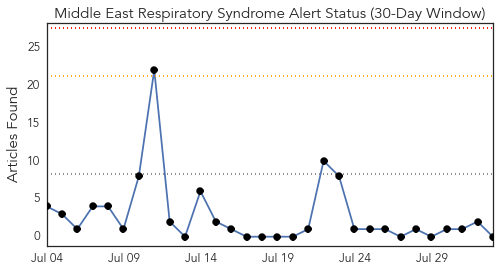 Middle East Respiratory Syndrome Alert Status (30-Day Window)
Articles Found
25
20
15
10
5
0
Jul 04 Jul 09 Jul 14 Jul 19 Jul 24 Jul 29